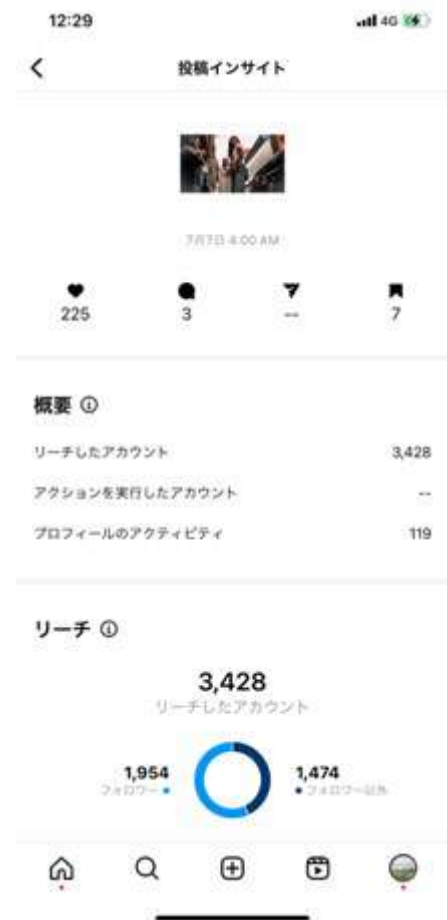 12:29
4G
投稿インサイト
7月7日 4:00 AM
225 3 -- 7
概要
リーチしたアカウント 3,428
アクションを実行したアカウント --
プロフィールのアクティビティ 119
リーチ
3,428
リーチしたアカウント
1,954 1,474
フォロワー フォロワー以外